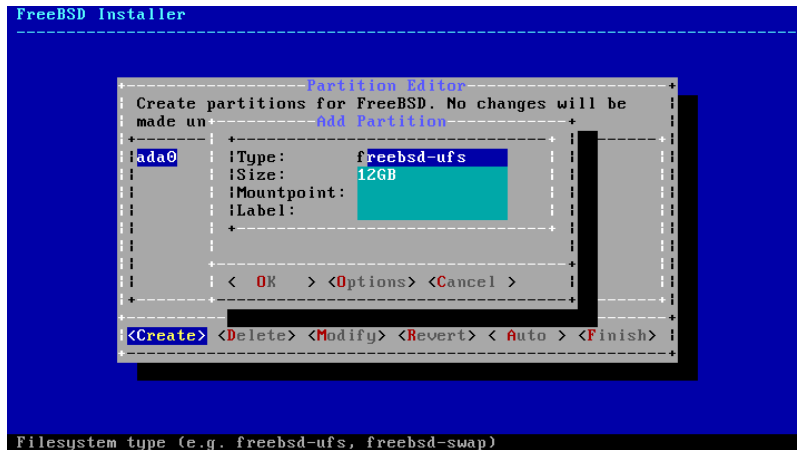 FreeBSD Installer
Partition Editor
Create partitions for FreeBSD. No changes will be
made un
Add Partition
ada0
Type: freebsd-ufs
Size: 12GB
Mountpoint:
Label:
< OK > <Options> <Cancel >
<Create> <Delete> <Modify> <Revert> < Auto > <Finish>
Filesystem type (e.g. freebsd-ufs, freebsd-swap)